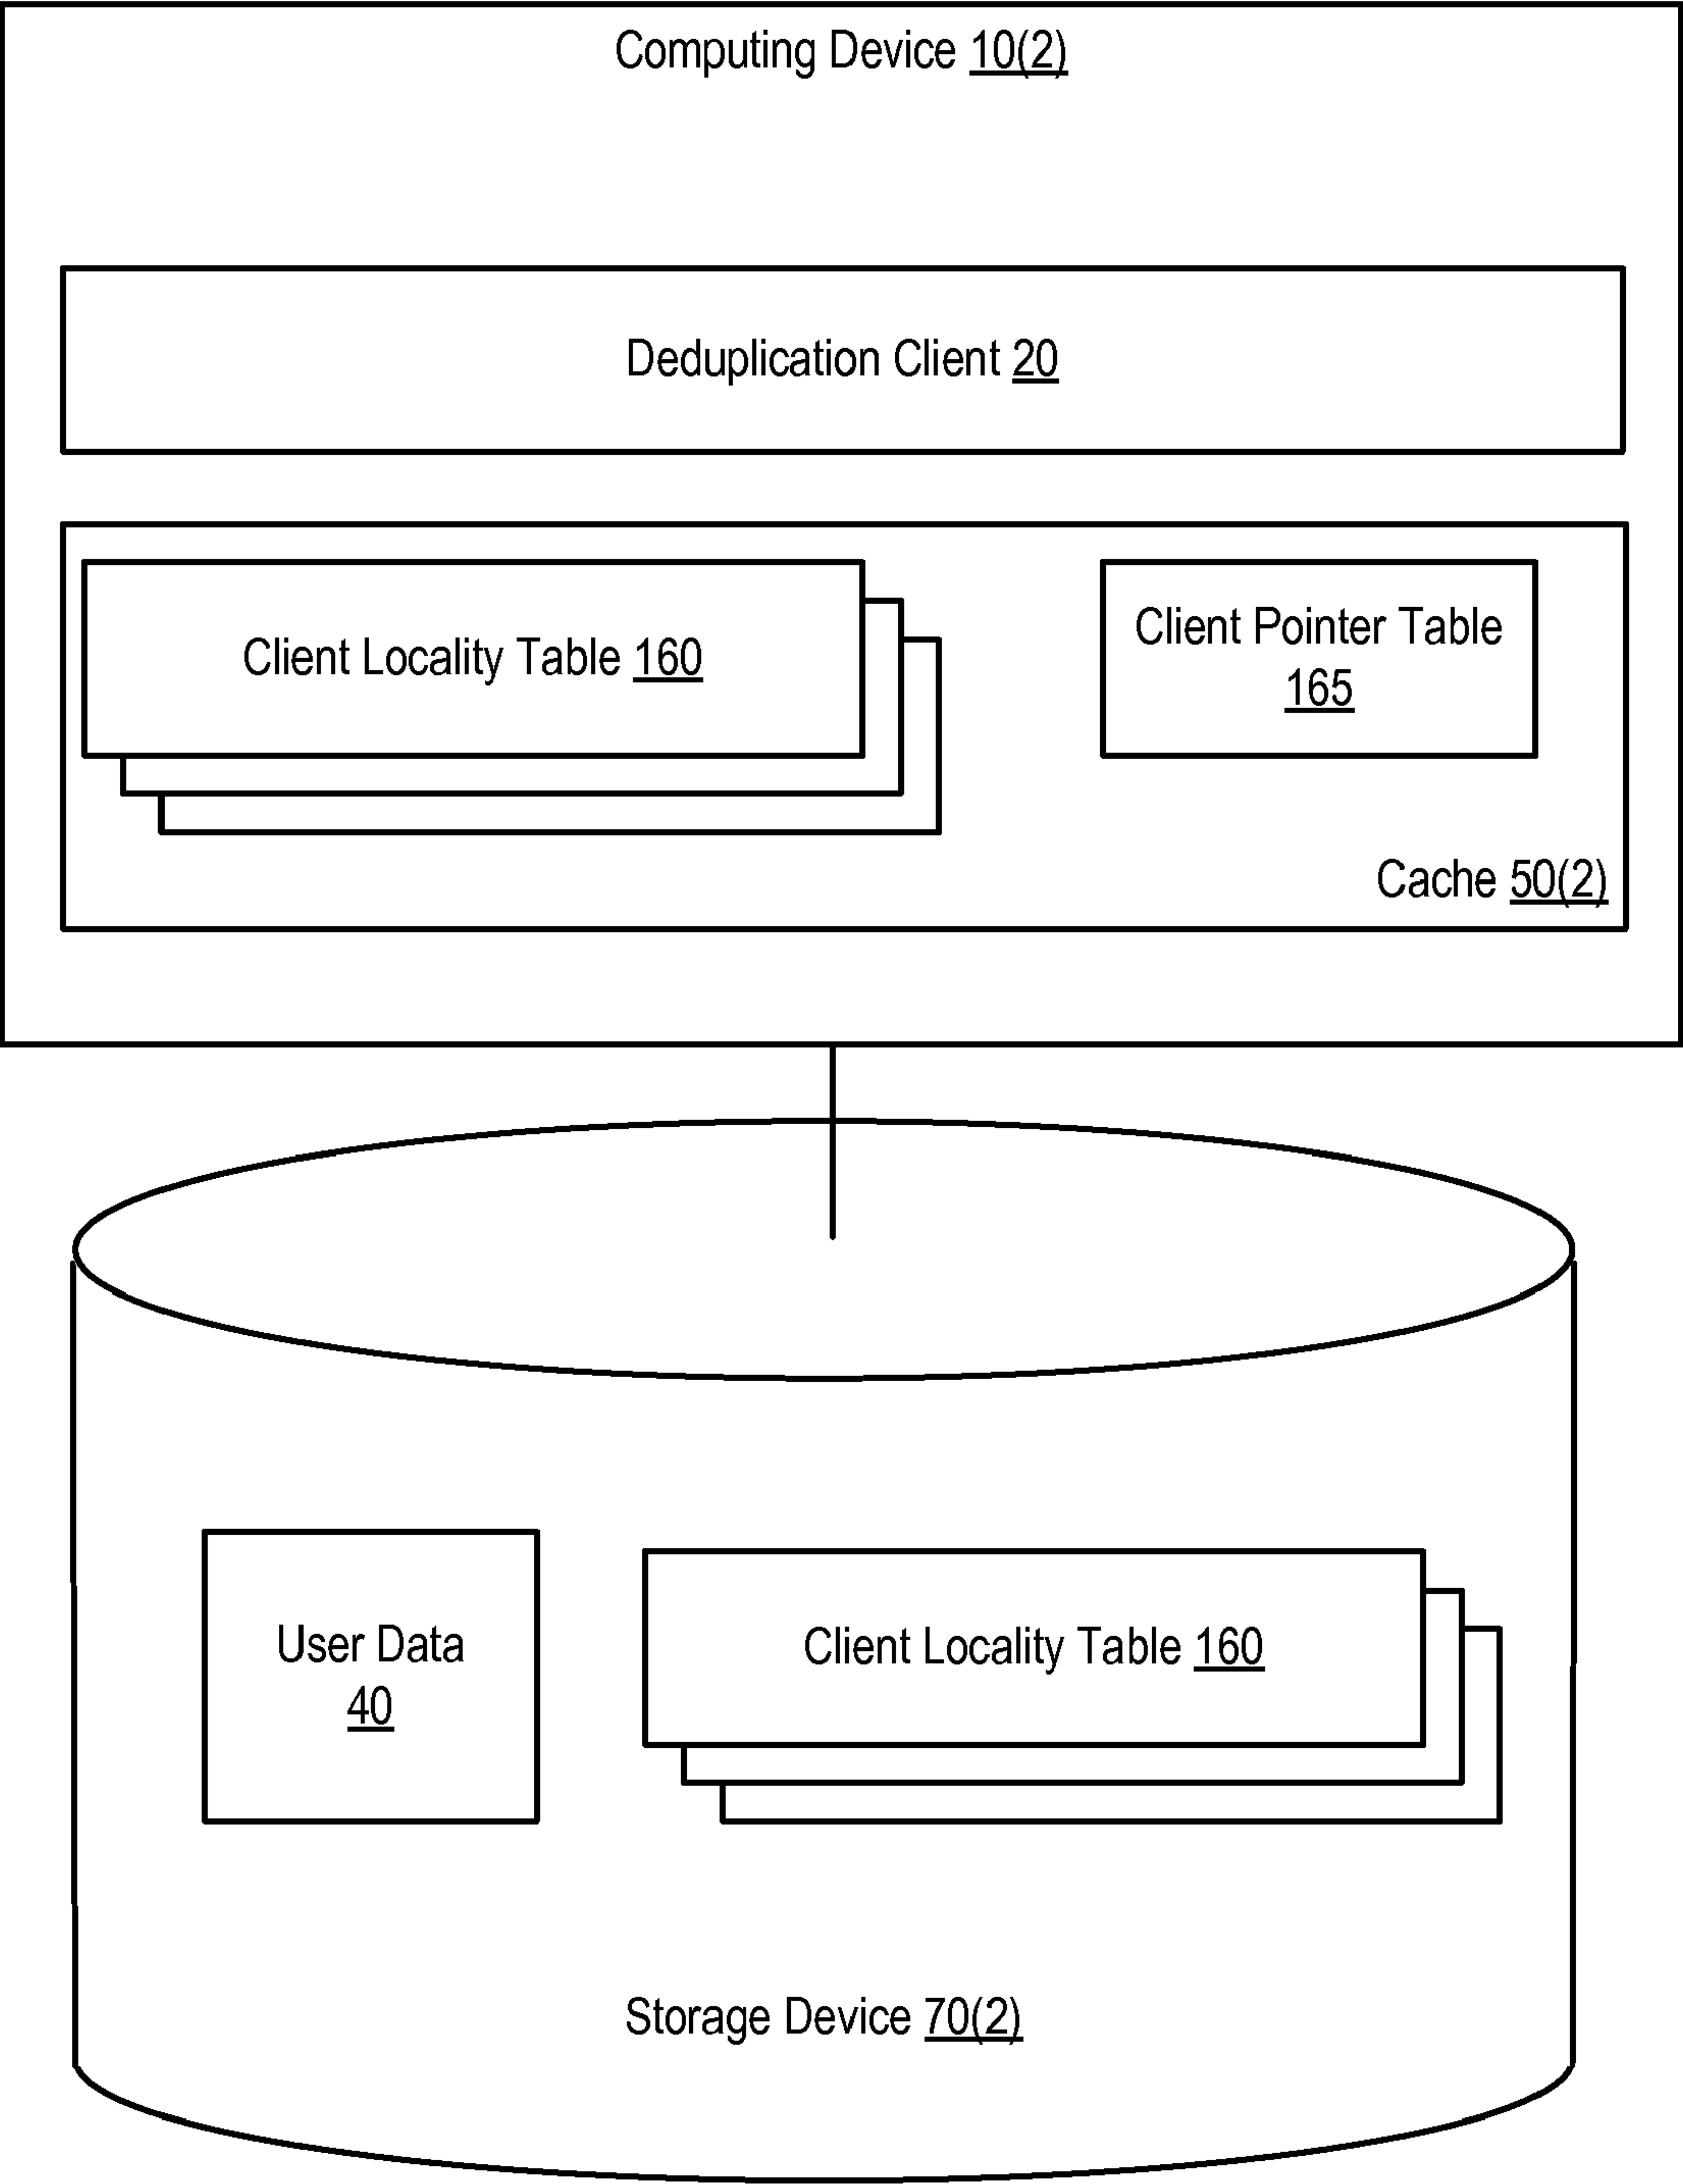 Computing Device 10(2)
Deduplication Client 20
Client Locality Table 160
Client Pointer Table
165
Cache 50(2)
User Data
40
Client Locality Table 160
Storage Device 70(2)